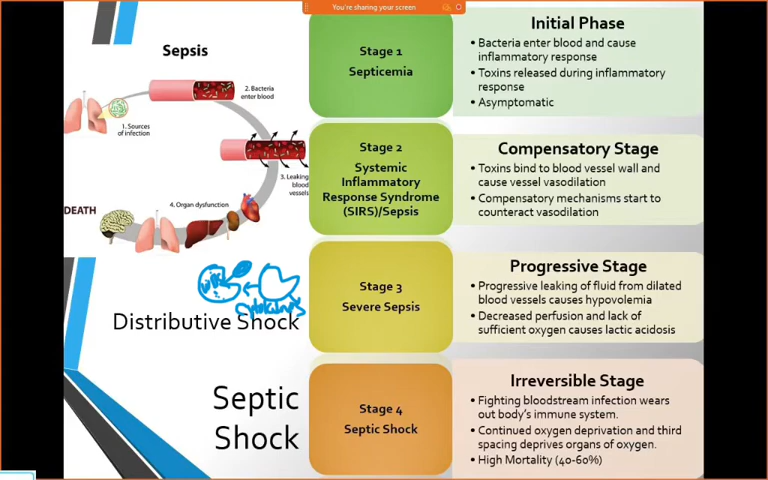 You're sharing your screen
Sepsis
2. Bacteria
enter blood
1. Sources
of infection
3. Leaking
blood
vessels
4. Organ dysfunction
DEATH
cytokines
Distributive Shock
Septic
Shock
Stage 1
Septicemia
Initial Phase
• Bacteria enter blood and cause
inflammatory response
• Toxins released during inflammatory
response
• Asymptomatic
Stage 2
Systemic
Inflammatory
Response Syndrome
(SIRS)/Sepsis
Compensatory Stage
• Toxins bind to blood vessel wall and
cause vessel vasodilation
• Compensatory mechanisms start to
counteract vasodilation
Stage 3
Severe Sepsis
Progressive Stage
• Progressive leaking of fluid from dilated
blood vessels causes hypovolemia
• Decreased perfusion and lack of
sufficient oxygen causes lactic acidosis
Stage 4
Septic Shock
Irreversible Stage
• Fighting bloodstream infection wears
out body's immune system.
• Continued oxygen deprivation and third
spacing deprives organs of oxygen.
• High Mortality (40-60%)